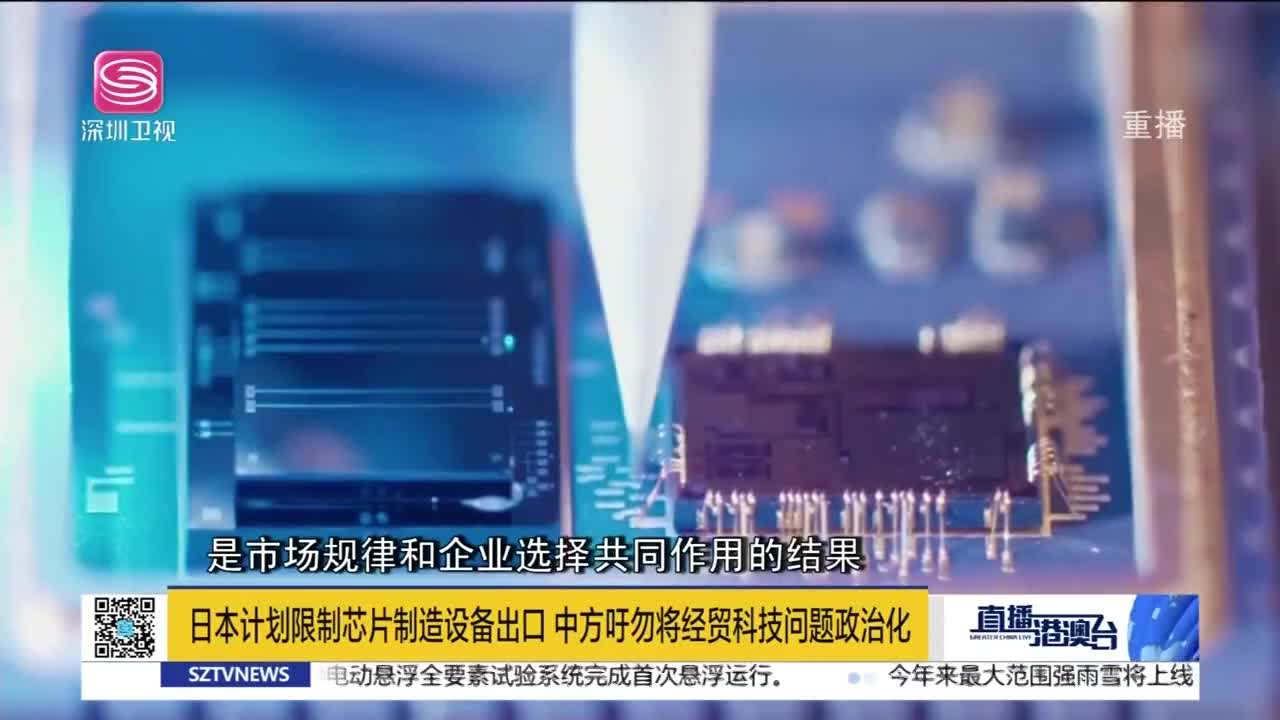 深圳卫视
重播
是市场规律和企业选择共同作用的结果
日本计划限制芯片制造设备出口 中方吁勿将经贸科技问题政治化
直播港澳台
GREATER CHINA LIVE
SZTVNEWS
电动悬浮全要素试验系统完成首次悬浮运行。
今年来最大范围强雨雪将上线